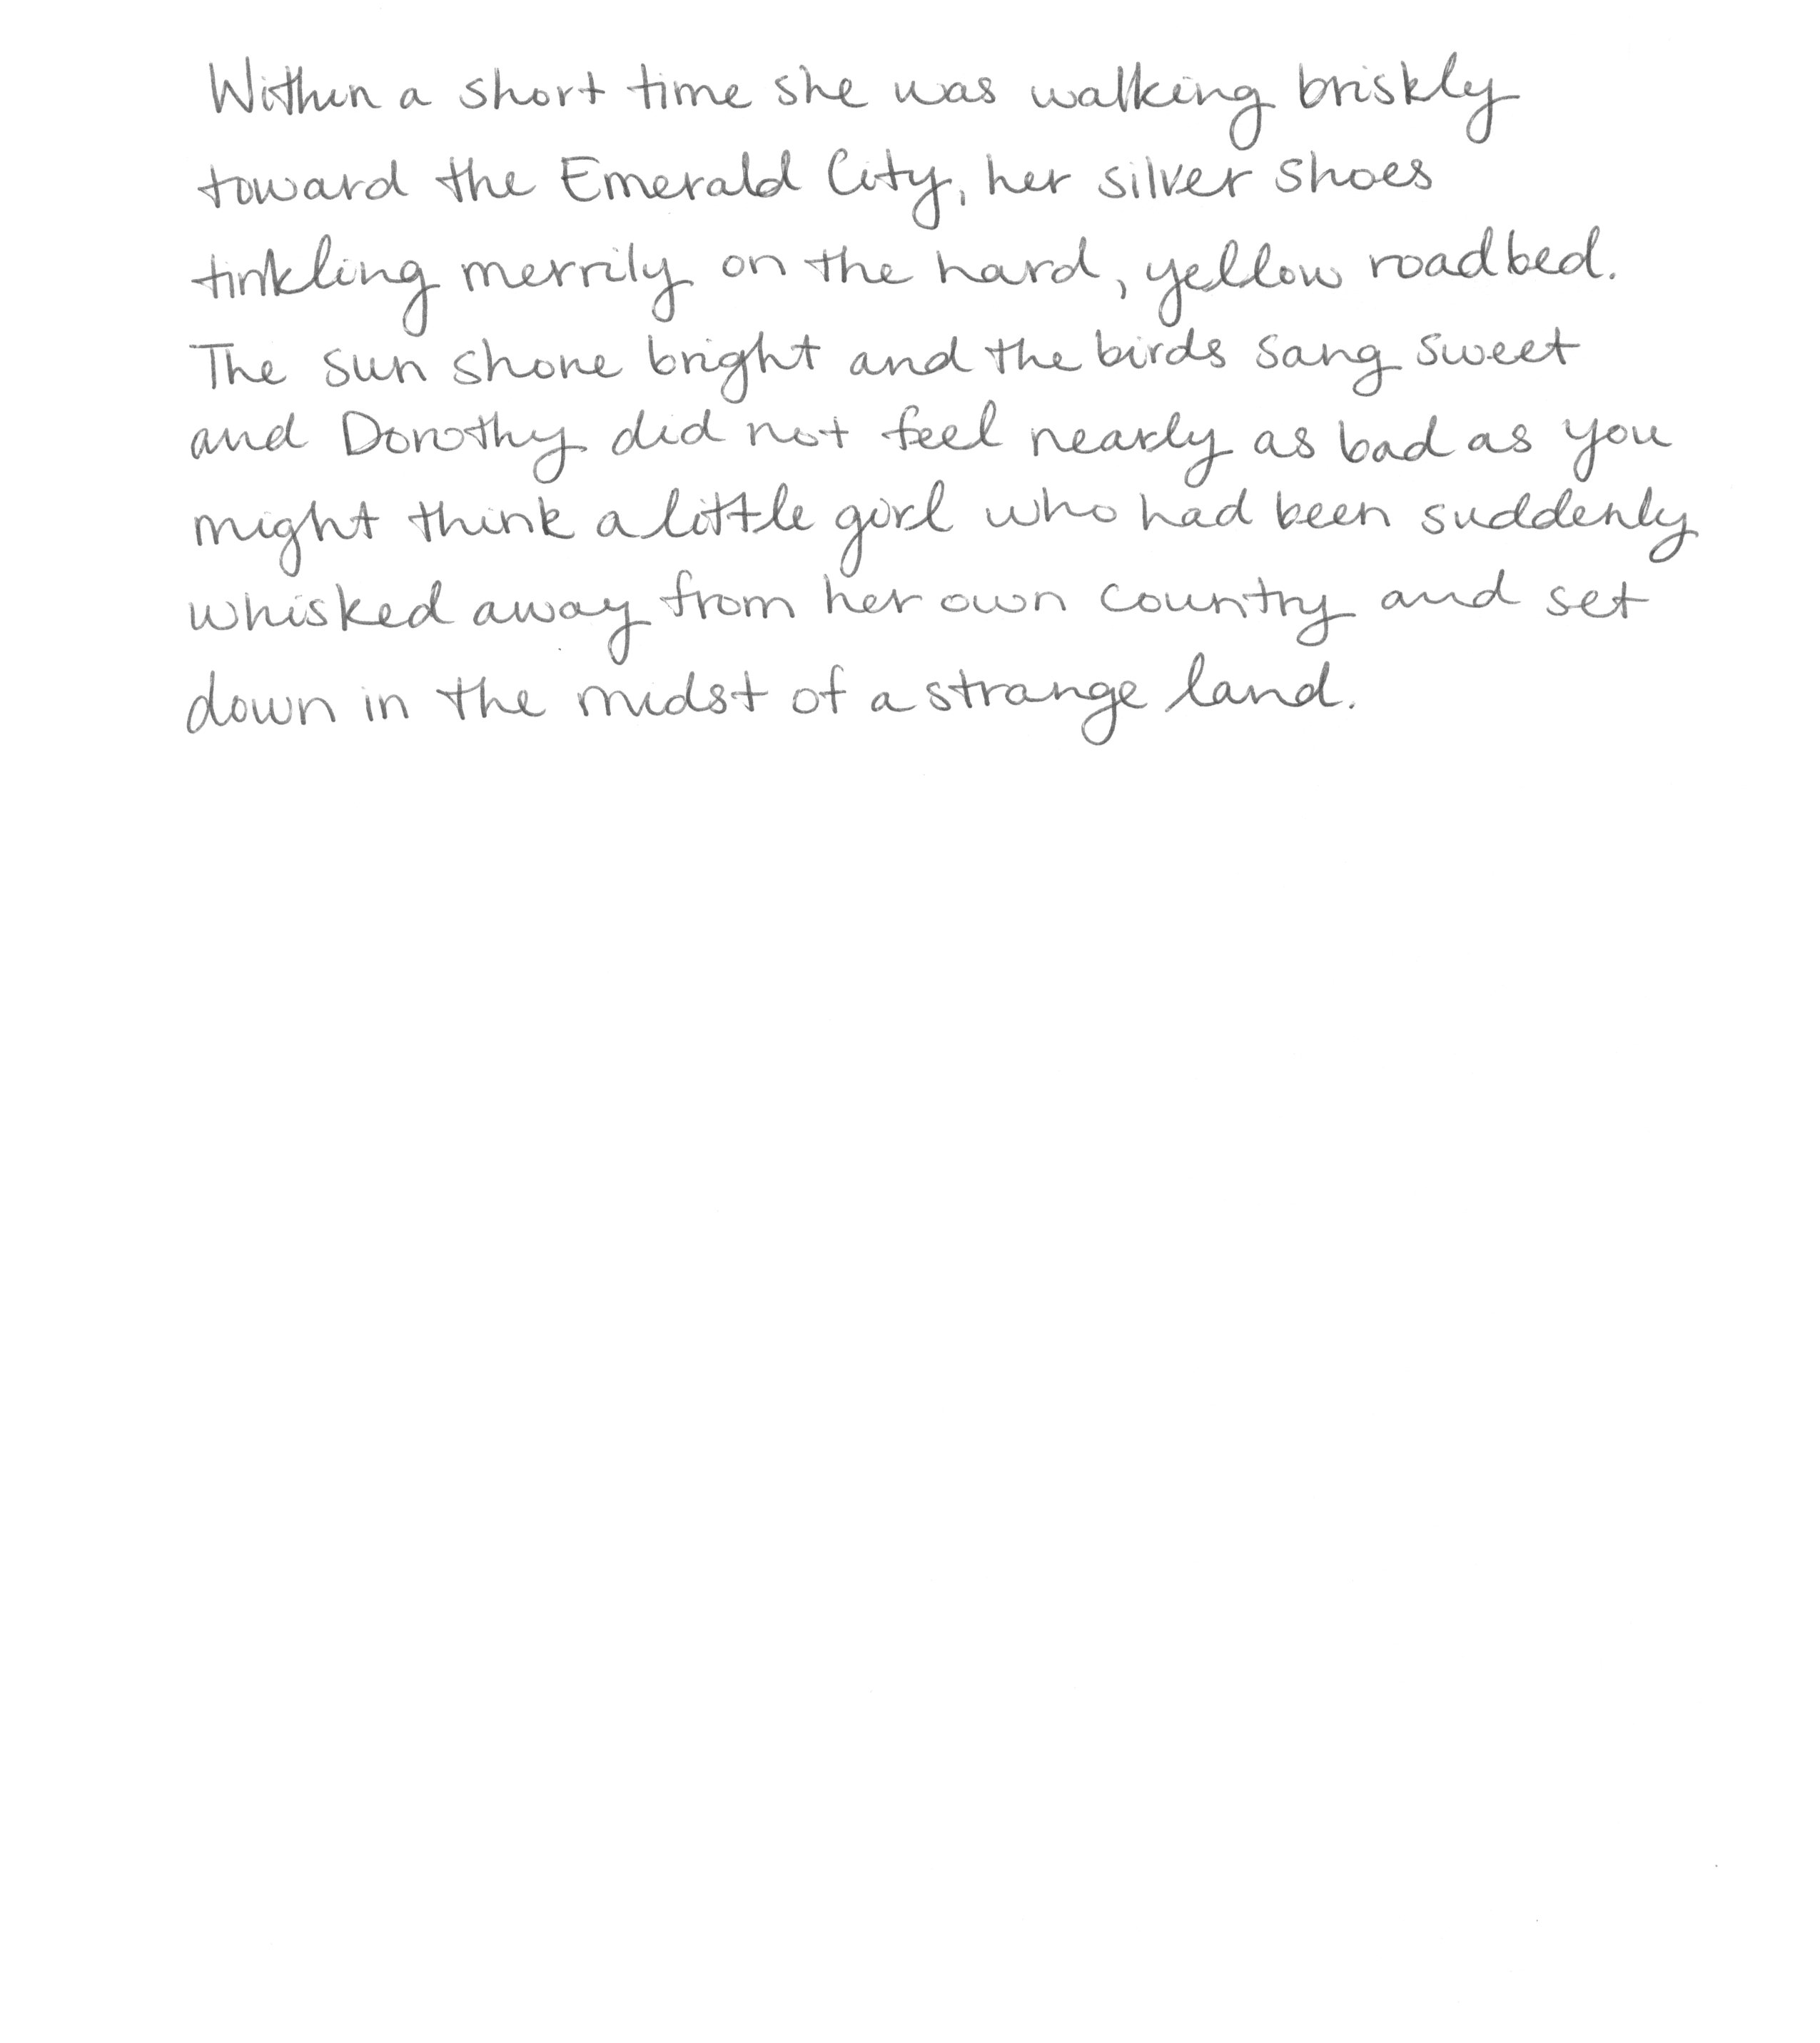 Within a short time she was walking briskly
toward the Emerald City, her silver shoes
tinkling merrily on the hard, yellow roadbed.
The sun shone bright and the birds sang sweet
and Dorothy did not feel nearly as bad as you
might think a little girl who had been suddenly
whisked away from her own country and set
down in the midst of a strange land.